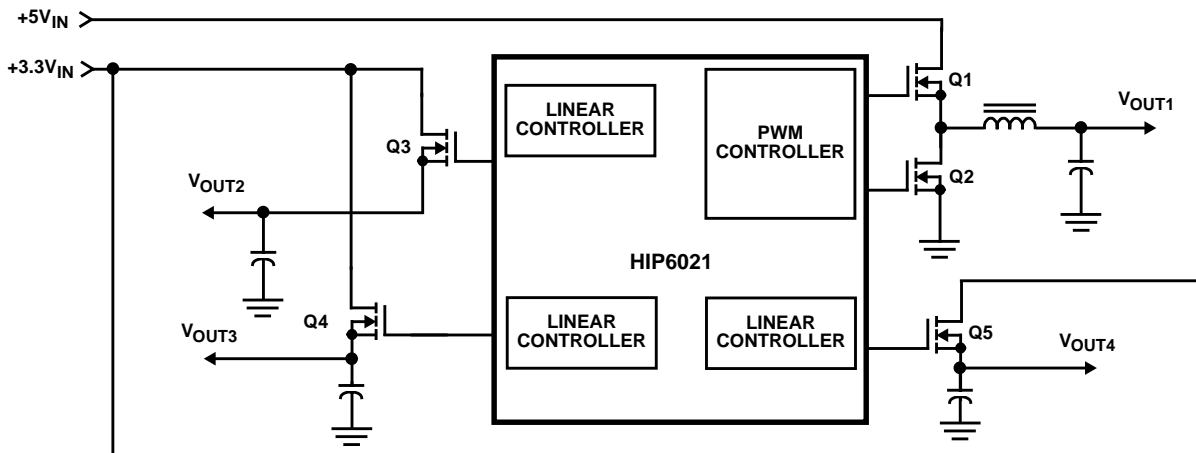 +5VIN
+3.3VIN
LINEAR
CONTROLLER
PWM
CONTROLLER
Q1
VOUT1
Q3
Q2
VOUT2
HIP6021
Q4
LINEAR
CONTROLLER
LINEAR
CONTROLLER
Q5
VOUT3
VOUT4